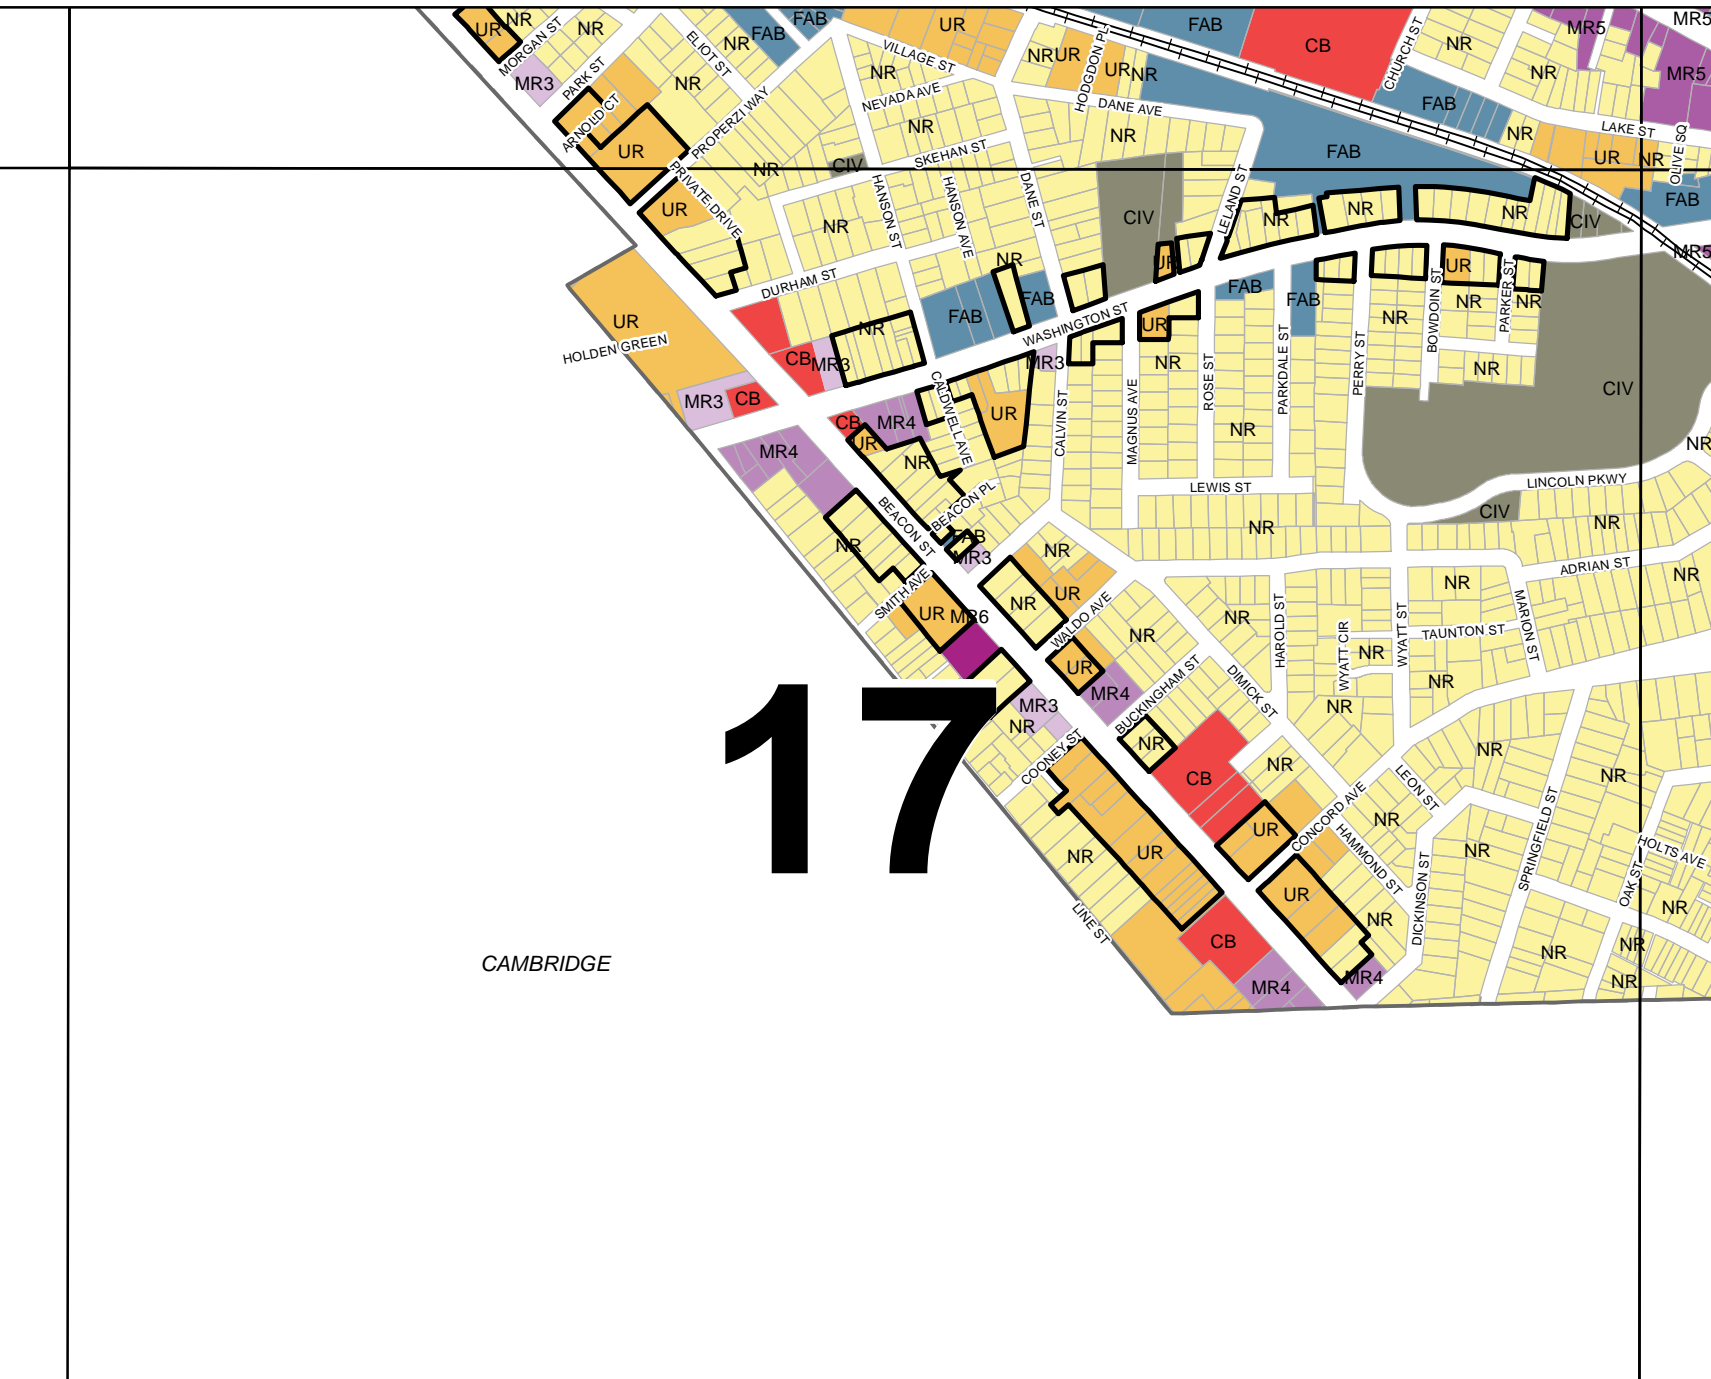 FAB
UR
FAB
CB
MR5
MR5
NR
UR
NR
MORGAN ST
ELIOT ST
NR
FAB
VILLAGE ST
NR
UR
HODGDON PL
UR
NR
CHURCH ST
NR
MR3
PARK ST
NR
NR
NEVADA AVE
DANE AVE
FAB
NR
MR5
ARNOLD CT
PROPERZI WAY
NR
SKEHAN ST
NR
NR
LAKE ST
OLIVE SQ
UR
PRIVATE DRIVE
NR
CIV
FAB
UR
NR
FAB
UR
NR
HANSON ST
HANSON AVE
DANE ST
CIV
LELAND ST
NR
NR
NR
CIV
MR5
DURHAM ST
NR
FAB
FAB
WASHINGTON ST
UR
FAB
FAB
UR
BOWDOIN ST
NR
PARKER ST
NR
UR
HOLDEN GREEN
CB
MR3
NR
MR3
UR
NR
ROSE ST
PARKDALE ST
PERRY ST
NR
NR
CIV
MR3
CB
CB
MR4
CALDWELL AVE
UR
CALVIN ST
MAGNUS AVE
NR
MR4
UR
NR
BEACON ST
BEACON PL
LEWIS ST
LINCOLN PKWY
NR
NR
FAB
MR3
NR
NR
CIV
NR
SMITH AVE
UR
MR6
NR
UR
WALDO AVE
NR
NR
HAROLD ST
WYATT CIR
WYATT ST
NR
TAUNTON ST
MARION ST
ADRIAN ST
NR
17
UR
MR4
BUCKINGHAM ST
DIMICK ST
NR
NR
NR
MR3
NR
COONEY ST
NR
CB
NR
LEON ST
NR
NR
NR
UR
UR
CONCORD AVE
HAMMOND ST
NR
NR
SPRINGFIELD ST
HOLTS AVE
OAK ST
LINE ST
UR
NR
DICKINSON ST
NR
NR
NR
NR
CAMBRIDGE
CB
MR4
MR4